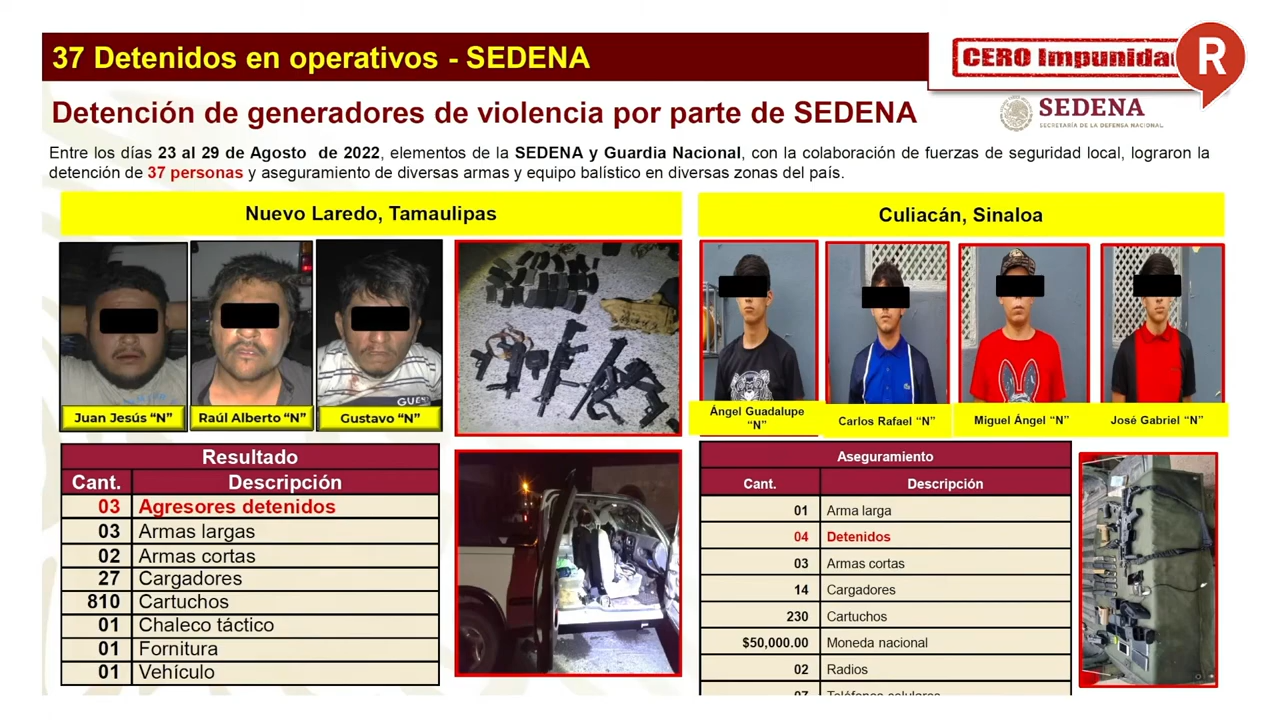 37 Detenidos en operativos - SEDENA
CERO Impunida
R
Detención de generadores de violencia por parte de SEDENA
SEDENA
SECRETARÍA DE LA DEFENSA NACIONAL
Entre los días 23 al 29 de Agosto de 2022, elementos de la SEDENA y Guardia Nacional, con la colaboración de fuerzas de seguridad local, lograron la
detención de 37 personas y aseguramiento de diversas armas y equipo balístico en diversas zonas del país.
Nuevo Laredo, Tamaulipas
Juan Jesús “N”
Raúl Alberto “N”
GUESS
Gustavo “N”
Resultado
Cant. Descripción
03 Agresores detenidos
03 Armas largas
02 Armas cortas
27 Cargadores
810 Cartuchos
01 Chaleco táctico
01 Fornitura
01 Vehículo
Culiacán, Sinaloa
Ángel Guadalupe
“N”
Carlos Rafael “N”
Miguel Ángel “N”
José Gabriel “N”
Aseguramiento
Cant. Descripción
01 Arma larga
04 Detenidos
03 Armas cortas
14 Cargadores
230 Cartuchos
$50,000.00 Moneda nacional
02 Radios
07 Teléfonos celulares